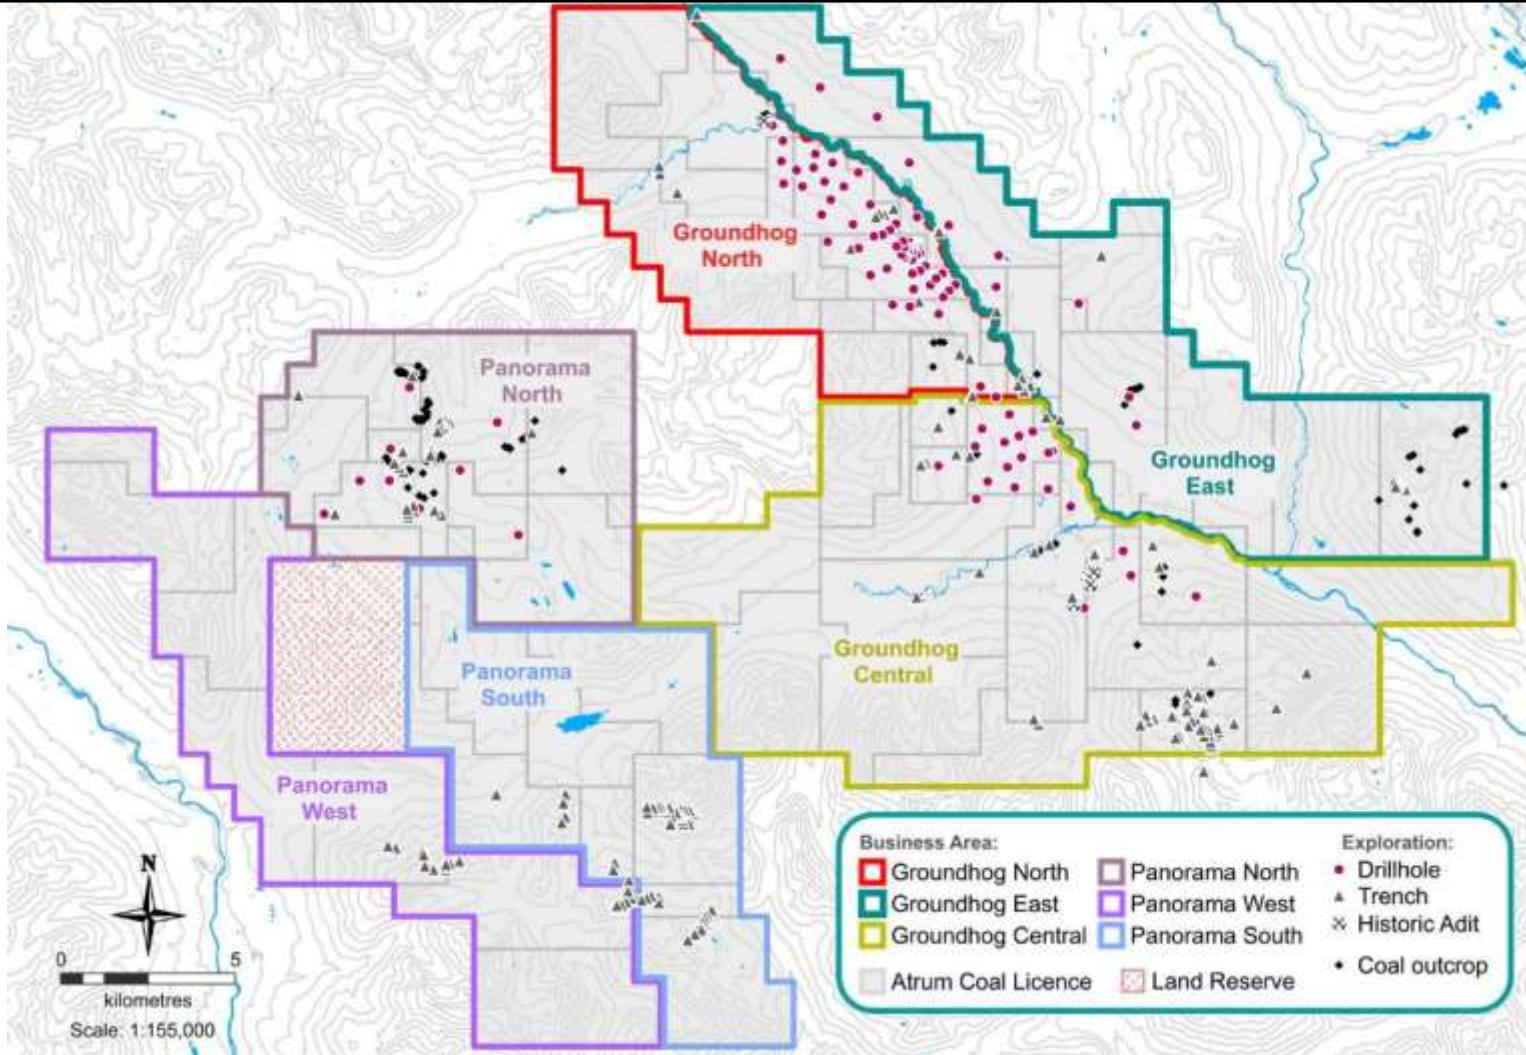 Groundhog
North
Panorama
North
Groundhog
East
Groundhog
Central
Panorama
South
Panorama
West
N
0 5
kilometres
Scale: 1:155,000
Business Area:
Groundhog North
Groundhog East
Groundhog Central
Panorama North
Panorama West
Panorama South
Atrum Coal Licence
Land Reserve
Exploration:
Drillhole
Trench
Historic Adit
Coal outcrop